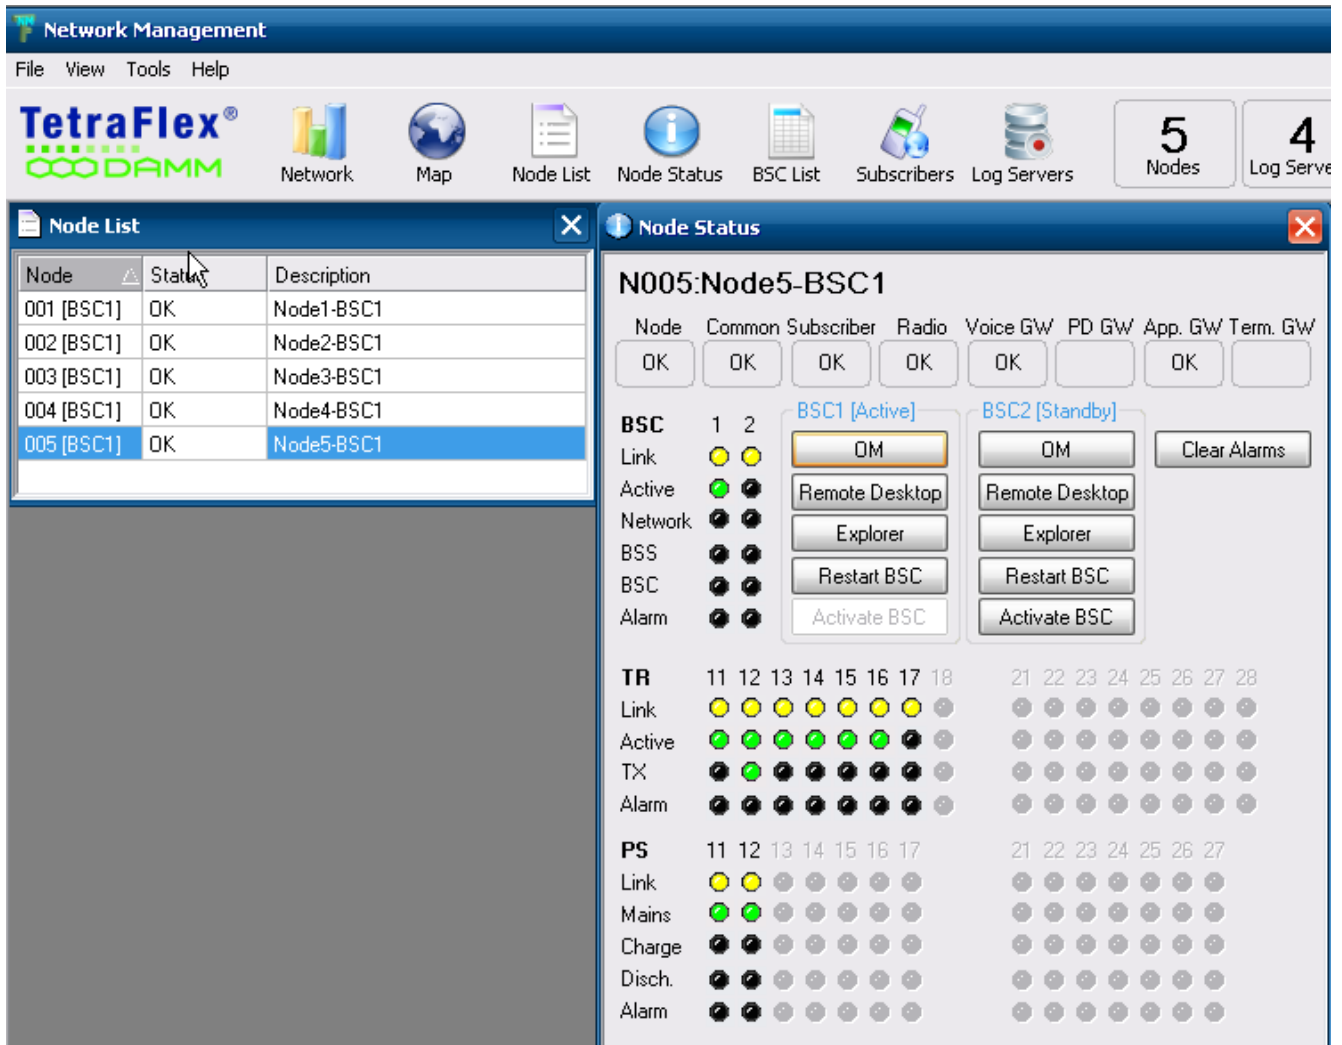 Network Management
File View Tools Help
TetraFlex®
DAMM
Network Map Node List Node Status BSC List Subscribers Log Servers
5 Nodes
4 Log Serve
Node List
Node Status Description
001 [BSC1] OK Node1-BSC1
002 [BSC1] OK Node2-BSC1
003 [BSC1] OK Node3-BSC1
004 [BSC1] OK Node4-BSC1
005 [BSC1] OK Node5-BSC1
Node Status
N005:Node5-BSC1
Node Common Subscriber Radio Voice GW PD GW App. GW Term. GW
OK OK OK OK OK OK
BSC 1 2
Link
Active
Network
BSS
BSC
Alarm
BSC1 [Active]
OM
Remote Desktop
Explorer
Restart BSC
Activate BSC
BSC2 [Standby]
OM
Remote Desktop
Explorer
Restart BSC
Activate BSC
Clear Alarms
TR 11 12 13 14 15 16 17 18 21 22 23 24 25 26 27 28
Link
Active
TX
Alarm
PS 11 12 13 14 15 16 17 21 22 23 24 25 26 27
Link
Mains
Charge
Disch.
Alarm